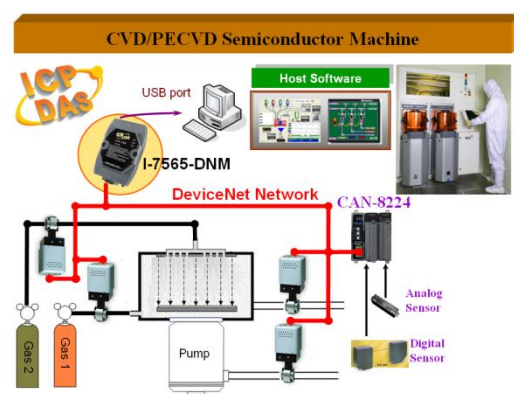 CVD/PECVD Semiconductor Machine
ICP
DAS
USB port
Host Software
I-7565-DNM
DeviceNet Network
CAN-8224
Analog
Sensor
Digital
Sensor
Pump
Gas 2
Gas 1